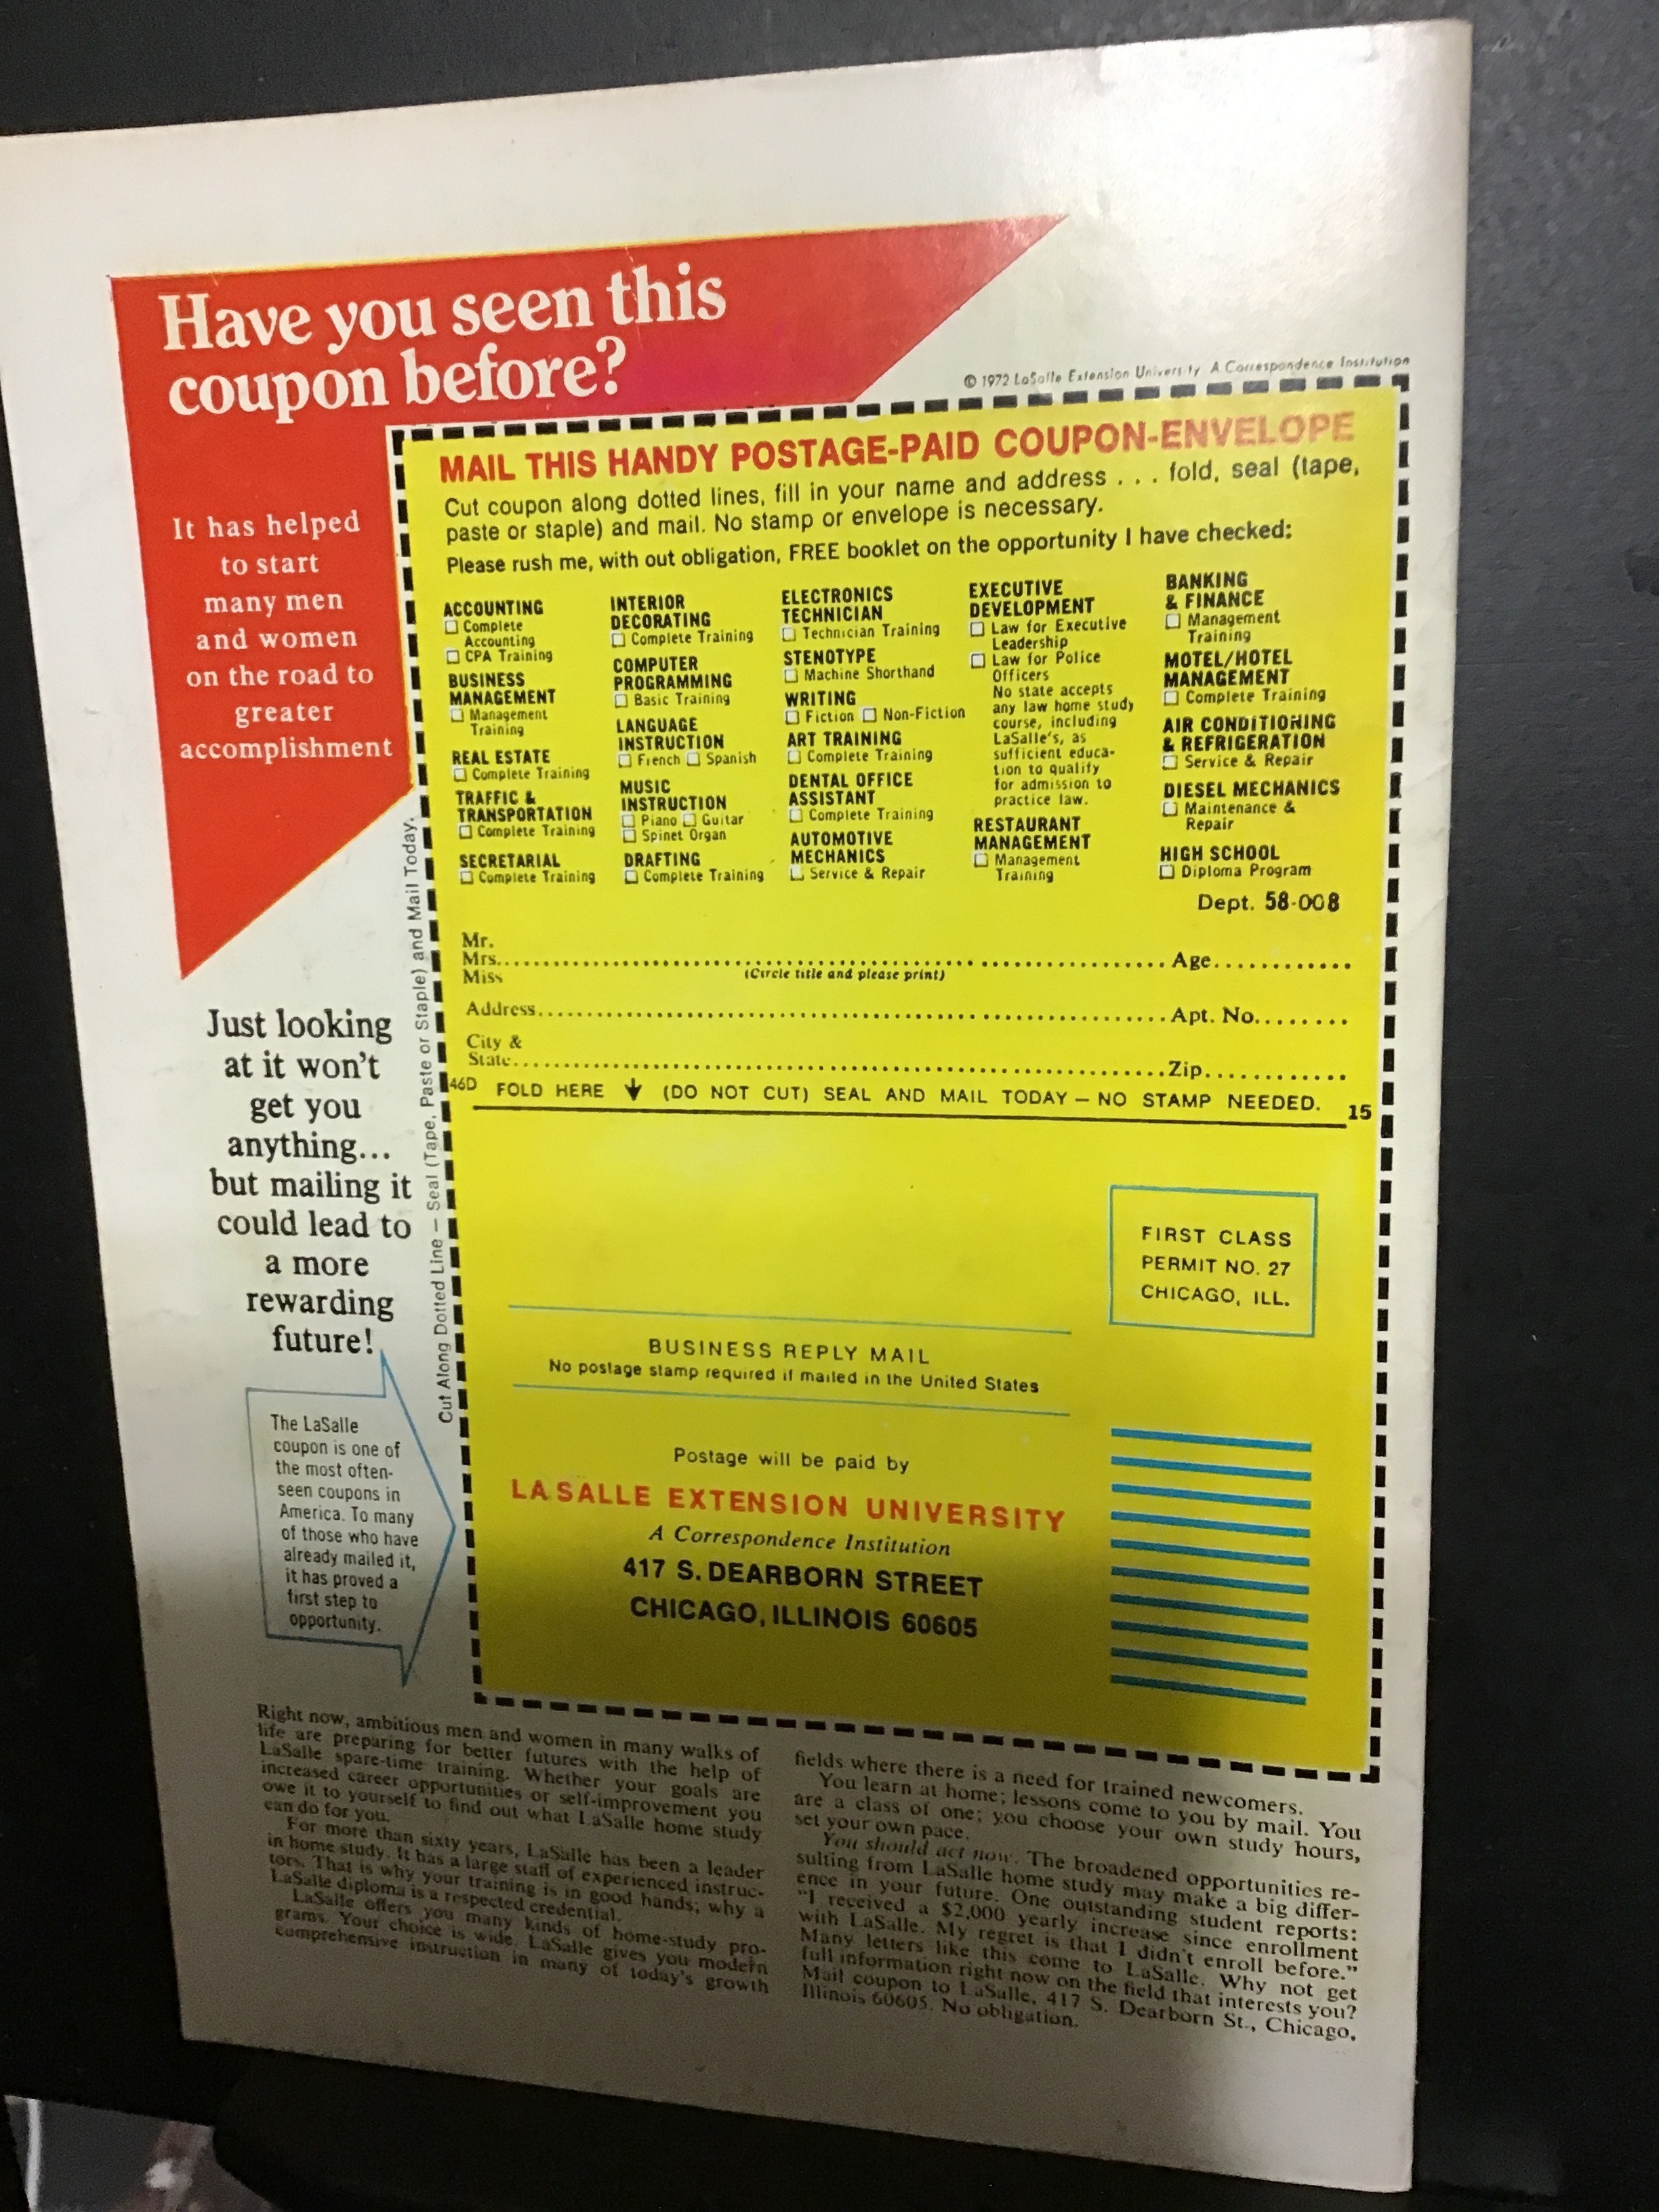 Have you seen this
coupon before?
© 1972 LaSalle Extension University A Correspondence Institution
It has helped
to start
many men
and women
on the road to
greater
accomplishment
MAIL THIS HANDY POSTAGE-PAID COUPON-ENVELOPE
Cut coupon along dotted lines, fill in your name and address . . . fold, seal (tape,
paste or staple) and mail. No stamp or envelope is necessary.
Please rush me, with out obligation, FREE booklet on the opportunity I have checked:
ACCOUNTING
Complete
Accounting
CPA Training
BUSINESS
MANAGEMENT
Management
Training
REAL ESTATE
Complete Training
TRAFFIC &
TRANSPORTATION
Complete Training
SECRETARIAL
Complete Training
INTERIOR
DECORATING
Complete Training
COMPUTER
PROGRAMMING
Basic Training
LANGUAGE
INSTRUCTION
French Spanish
MUSIC
INSTRUCTION
Piano Guitar
Spinet Organ
DRAFTING
Complete Training
ELECTRONICS
TECHNICIAN
Technician Training
STENOTYPE
Machine Shorthand
WRITING
Fiction Non-Fiction
ART TRAINING
Complete Training
DENTAL OFFICE
ASSISTANT
Complete Training
AUTOMOTIVE
MECHANICS
Service & Repair
EXECUTIVE
DEVELOPMENT
Law for Executive
Leadership
Law for Police
Officers
No state accepts
any law home study
course, including
LaSalle's, as
sufficient educa-
tion to qualify
for admission to
practice law.
RESTAURANT
MANAGEMENT
Management
Training
BANKING
& FINANCE
Management
Training
MOTEL/HOTEL
MANAGEMENT
Complete Training
AIR CONDITIONING
& REFRIGERATION
Service & Repair
DIESEL MECHANICS
Maintenance &
Repair
HIGH SCHOOL
Diploma Program
Dept. 58-008
Mr.
Mrs. Age
Miss (Circle title and please print)
Address Apt. No.
City &
State Zip
46D FOLD HERE (DO NOT CUT) SEAL AND MAIL TODAY — NO STAMP NEEDED. 15
Cut Along Dotted Line — Seal (Tape, Paste or Staple) and Mail Today.
Just looking
at it won't
get you
anything...
but mailing it
could lead to
a more
rewarding
future!
FIRST CLASS
PERMIT NO. 27
CHICAGO, ILL.
BUSINESS REPLY MAIL
No postage stamp required if mailed in the United States
Postage will be paid by
LA SALLE EXTENSION UNIVERSITY
A Correspondence Institution
417 S. DEARBORN STREET
CHICAGO, ILLINOIS 60605
The LaSalle
coupon is one of
the most often-
seen coupons in
America. To many
of those who have
already mailed it,
it has proved a
first step to
opportunity.
Right now, ambitious men and women in many walks of
life are preparing for better futures with the help of
LaSalle spare-time training. Whether your goals are
increased career opportunities or self-improvement you
owe it to yourself to find out what LaSalle home study
can do for you.
For more than sixty years, LaSalle has been a leader
in home study. It has a large staff of experienced instruc-
tors. That is why your training is in good hands; why a
LaSalle diploma is a respected credential.
LaSalle offers you many kinds of home-study pro-
grams. Your choice is wide. LaSalle gives you modern
comprehensive instruction in many of today's growth
fields where there is a need for trained newcomers.
You learn at home; lessons come to you by mail. You
are a class of one; you choose your own study hours,
set your own pace.
You should act now. The broadened opportunities re-
sulting from LaSalle home study may make a big differ-
ence in your future. One outstanding student reports:
"I received a $2,000 yearly increase since enrollment
with LaSalle. My regret is that I didn't enroll before."
Many letters like this come to LaSalle. Why not get
full information right now on the field that interests you?
Mail coupon to LaSalle, 417 S. Dearborn St., Chicago,
Illinois 60605. No obligation.